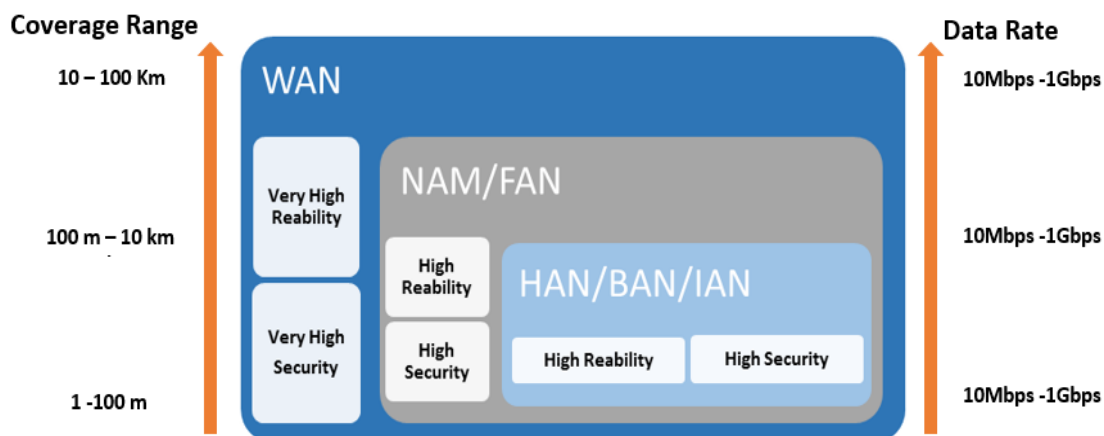 Coverage Range
Data Rate
10 – 100 Km
WAN
10Mbps -1Gbps
Very High
Reability
NAM/FAN
100 m – 10 km
10Mbps -1Gbps
High
Reability
HAN/BAN/IAN
Very High
Security
High
Security
High Reability
High Security
1 -100 m
10Mbps -1Gbps